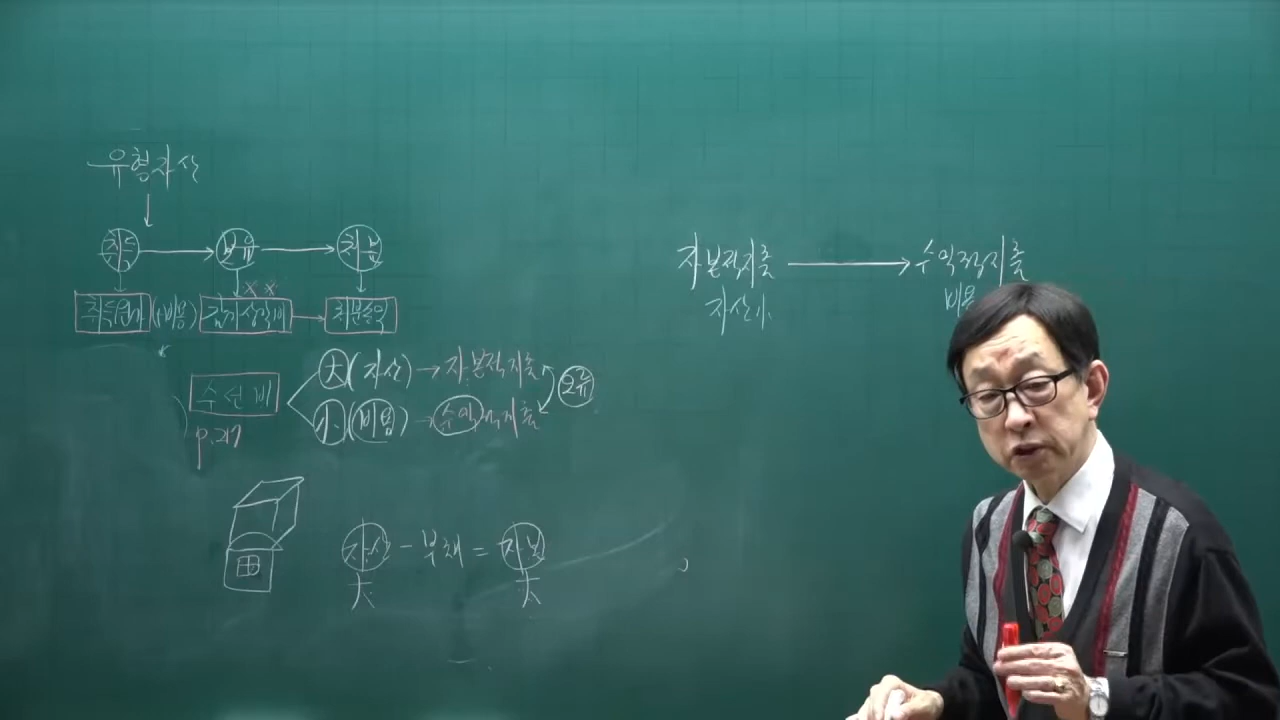 유형자산
취득 → 보유 → 처분
××
취득원가 (+비용) 감가상각비 → 처분손익
수선비
大 (자산) → 자본적지출
小 (비용) → 수익적지출
오류
p.217
자산 - 부채 = 자본
大 大
자본적지출 → 수익적지출
자산小 비용